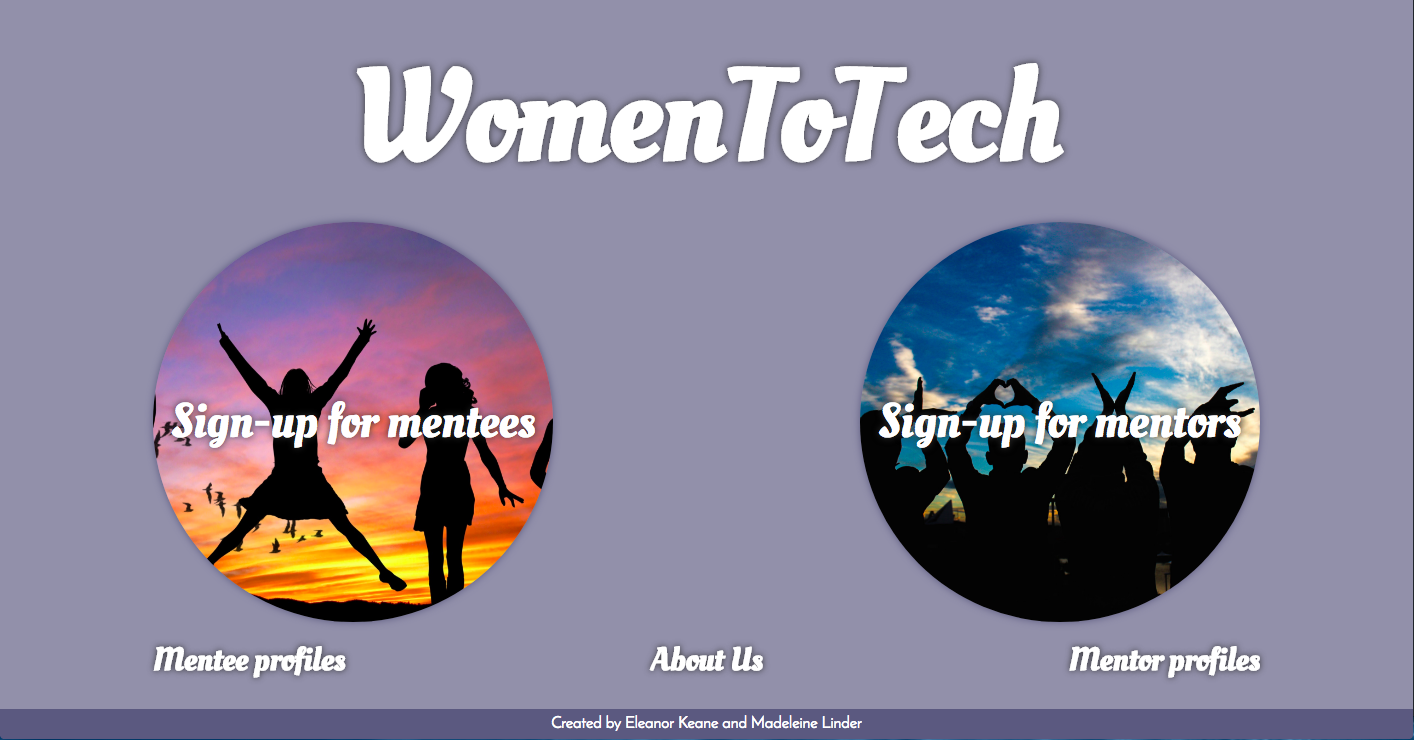 WomenToTech
Sign-up for mentees
Sign-up for mentors
Mentee profiles
About Us
Mentor profiles
Created by Eleanor Keane and Madeleine Linder